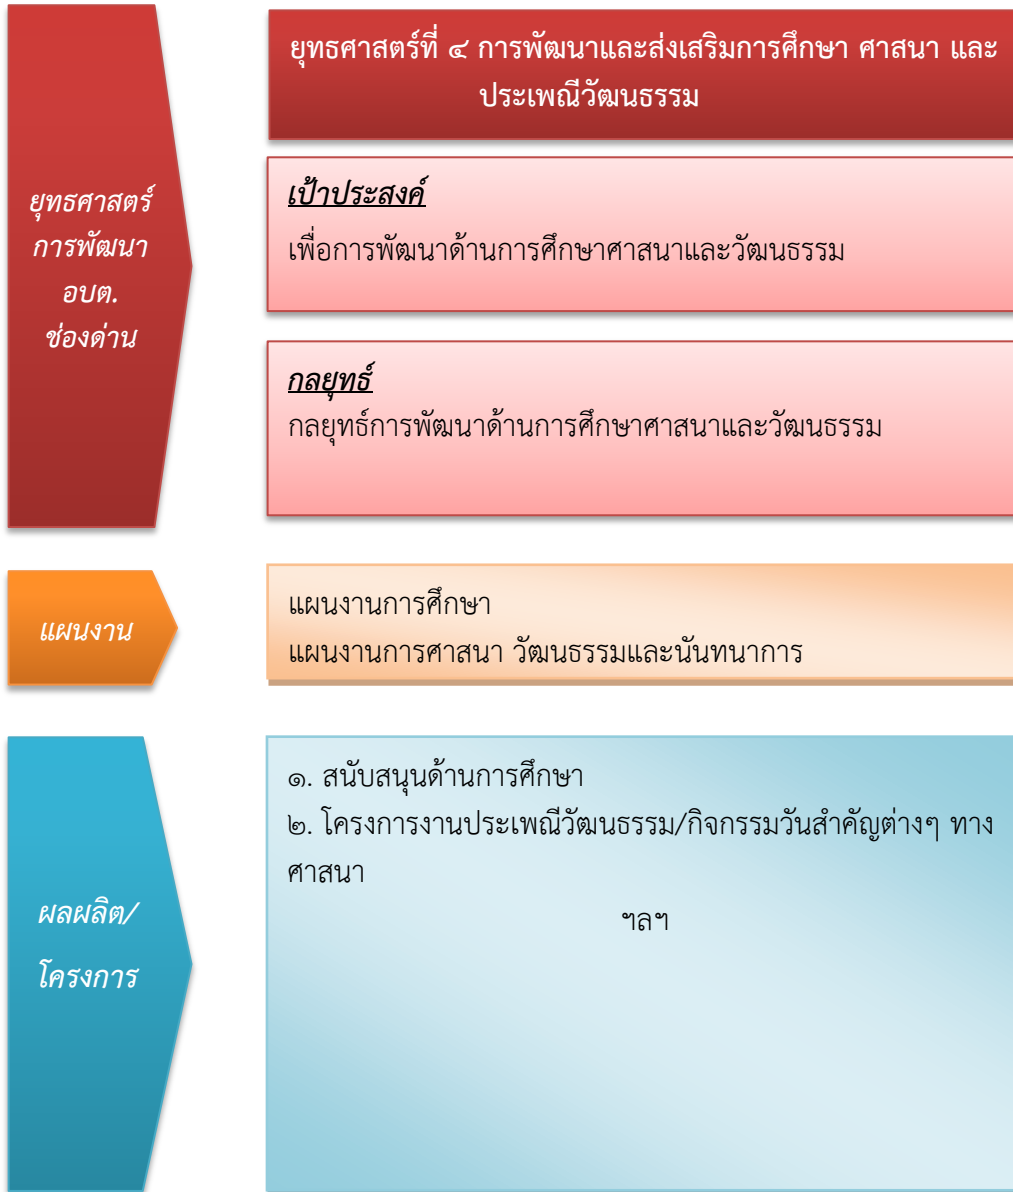 ยุทธศาสตร์
การพัฒนา
อบต.
ช่องด่าน
ยุทธศาสตร์ที่ ๔ การพัฒนาและส่งเสริมการศึกษา ศาสนา และ
ประเพณีวัฒนธรรม
เป้าประสงค์
เพื่อการพัฒนาด้านการศึกษาศาสนาและวัฒนธรรม
กลยุทธ์
กลยุทธ์การพัฒนาด้านการศึกษาศาสนาและวัฒนธรรม
แผนงาน
แผนงานการศึกษา
แผนงานการศาสนา วัฒนธรรมและนันทนาการ
ผลผลิต/
โครงการ
๑. สนับสนุนด้านการศึกษา
๒. โครงการงานประเพณีวัฒนธรรม/กิจกรรมวันสำคัญต่างๆ ทาง
ศาสนา
ฯลฯ